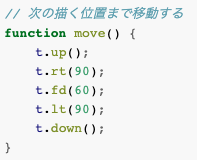 // 次の描く位置まで移動する
function move() {
    t.up();
    t.rt(90);
    t.fd(60);
    t.lt(90);
    t.down();
}